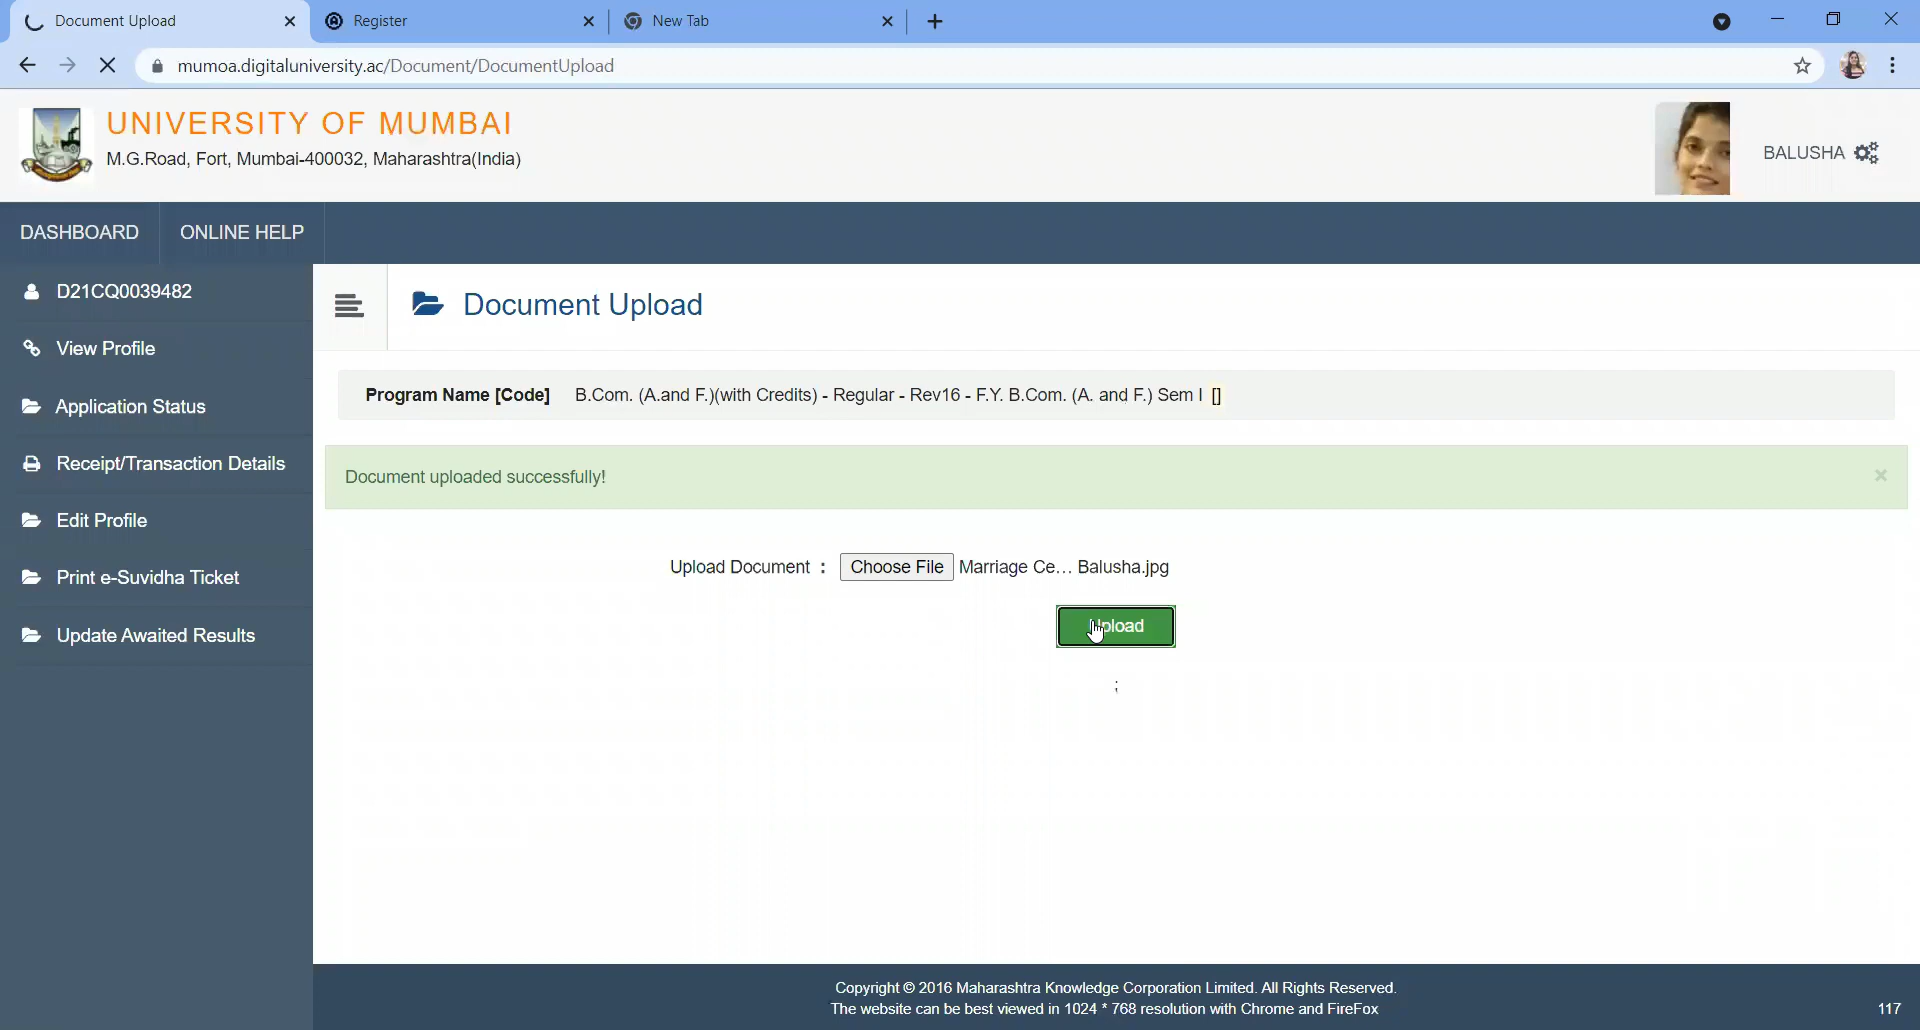 Document Upload
Register
New Tab
mumoa.digitaluniversity.ac/Document/DocumentUpload
UNIVERSITY OF MUMBAI
M.G.Road, Fort, Mumbai-400032, Maharashtra(India)
BALUSHA
DASHBOARD
ONLINE HELP
D21CQ0039482
View Profile
Application Status
Receipt/Transaction Details
Edit Profile
Print e-Suvidha Ticket
Update Awaited Results
Document Upload
Program Name [Code] B.Com. (A.and F.)(with Credits) - Regular - Rev16 - F.Y. B.Com. (A. and F.) Sem I []
Document uploaded successfully!
Upload Document : Choose File Marriage Ce... Balusha.jpg
Upload
;
Copyright © 2016 Maharashtra Knowledge Corporation Limited. All Rights Reserved.
The website can be best viewed in 1024 * 768 resolution with Chrome and FireFox
117